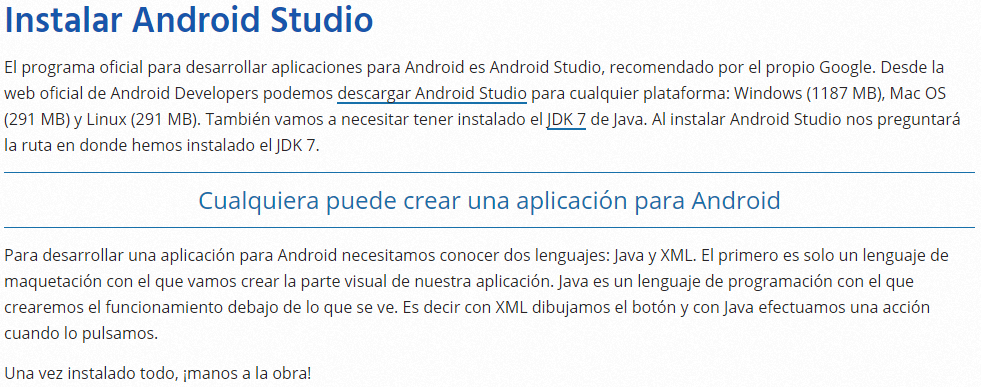 Instalar Android Studio
El programa oficial para desarrollar aplicaciones para Android es Android Studio, recomendado por el propio Google. Desde la
web oficial de Android Developers podemos descargar Android Studio para cualquier plataforma: Windows (1187 MB), Mac OS
(291 MB) y Linux (291 MB). También vamos a necesitar tener instalado el JDK 7 de Java. Al instalar Android Studio nos preguntará
la ruta en donde hemos instalado el JDK 7.
Cualquiera puede crear una aplicación para Android
Para desarrollar una aplicación para Android necesitamos conocer dos lenguajes: Java y XML. El primero es solo un lenguaje de
maquetación con el que vamos crear la parte visual de nuestra aplicación. Java es un lenguaje de programación con el que
crearemos el funcionamiento debajo de lo que se ve. Es decir con XML dibujamos el botón y con Java efectuamos una acción
cuando lo pulsamos.
Una vez instalado todo, ¡manos a la obra!